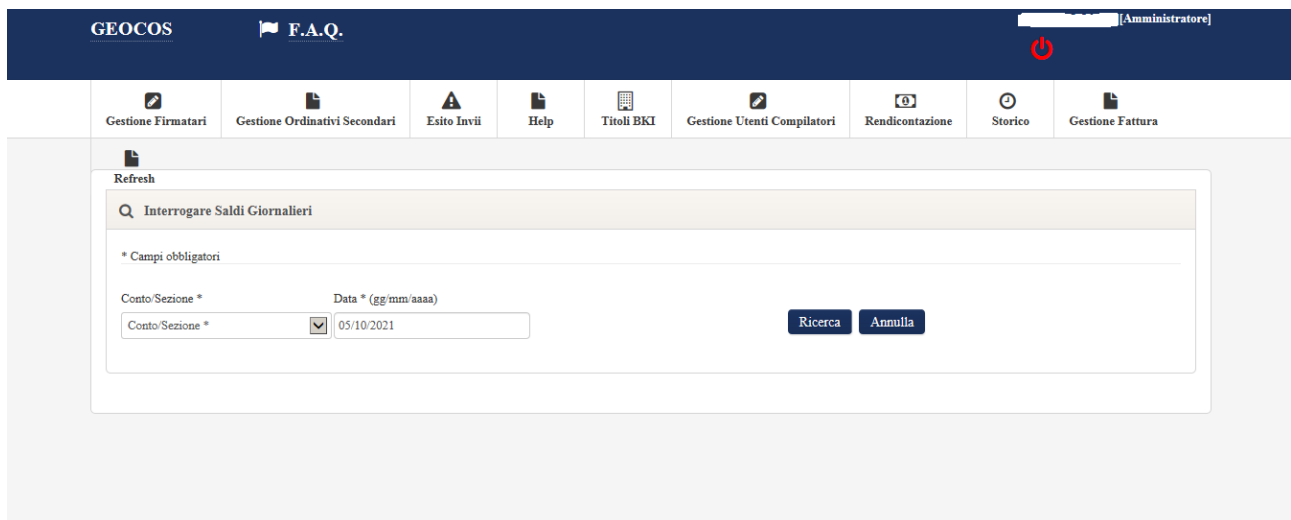 GEOCOS F.A.Q. [Amministratore]
Gestione Firmatari Gestione Ordinativi Secondari Esito Invii Help Titoli BKI Gestione Utenti Compilatori Rendicontazione Storico Gestione Fattura
Refresh
Interrogare Saldi Giornalieri
* Campi obbligatori
Conto/Sezione * Data * (gg/mm/aaaa)
Conto/Sezione * 05/10/2021 Ricerca Annulla